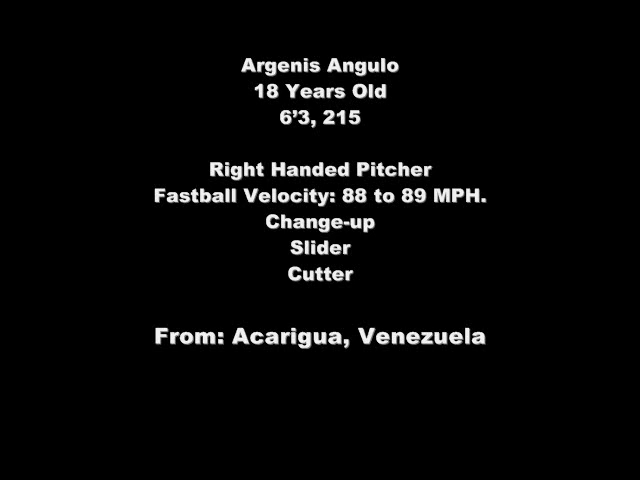 Argenis Angulo
18 Years Old
6’3, 215
Right Handed Pitcher
Fastball Velocity: 88 to 89 MPH.
Change-up
Slider
Cutter
From: Acarigua, Venezuela